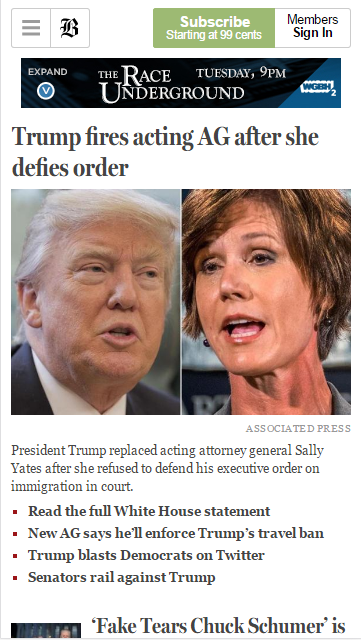 B
Subscribe
Starting at 99 cents
Members
Sign In
EXPAND
V
THE RACE
UNDERGROUND
TUESDAY, 9PM
WGBH
2
Trump fires acting AG after she
defies order
ASSOCIATED PRESS
President Trump replaced acting attorney general Sally
Yates after she refused to defend his executive order on
immigration in court.
Read the full White House statement
New AG says he’ll enforce Trump’s travel ban
Trump blasts Democrats on Twitter
Senators rail against Trump
‘Fake Tears Chuck Schumer’ is